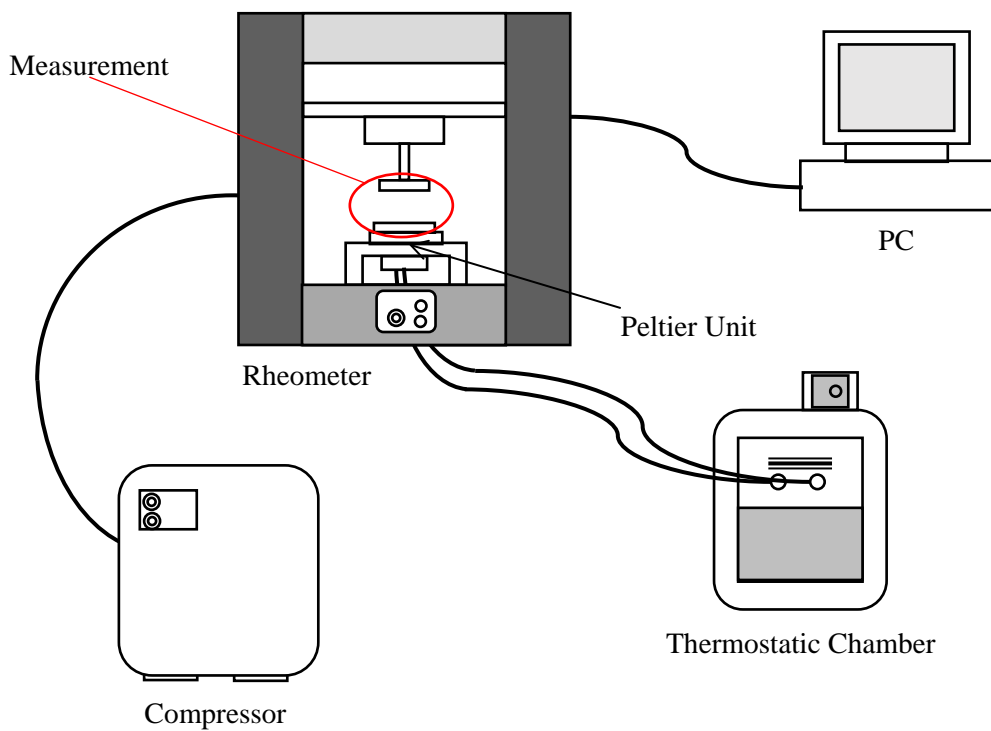 Measurement
PC
Peltier Unit
Rheometer
Thermostatic Chamber
Compressor